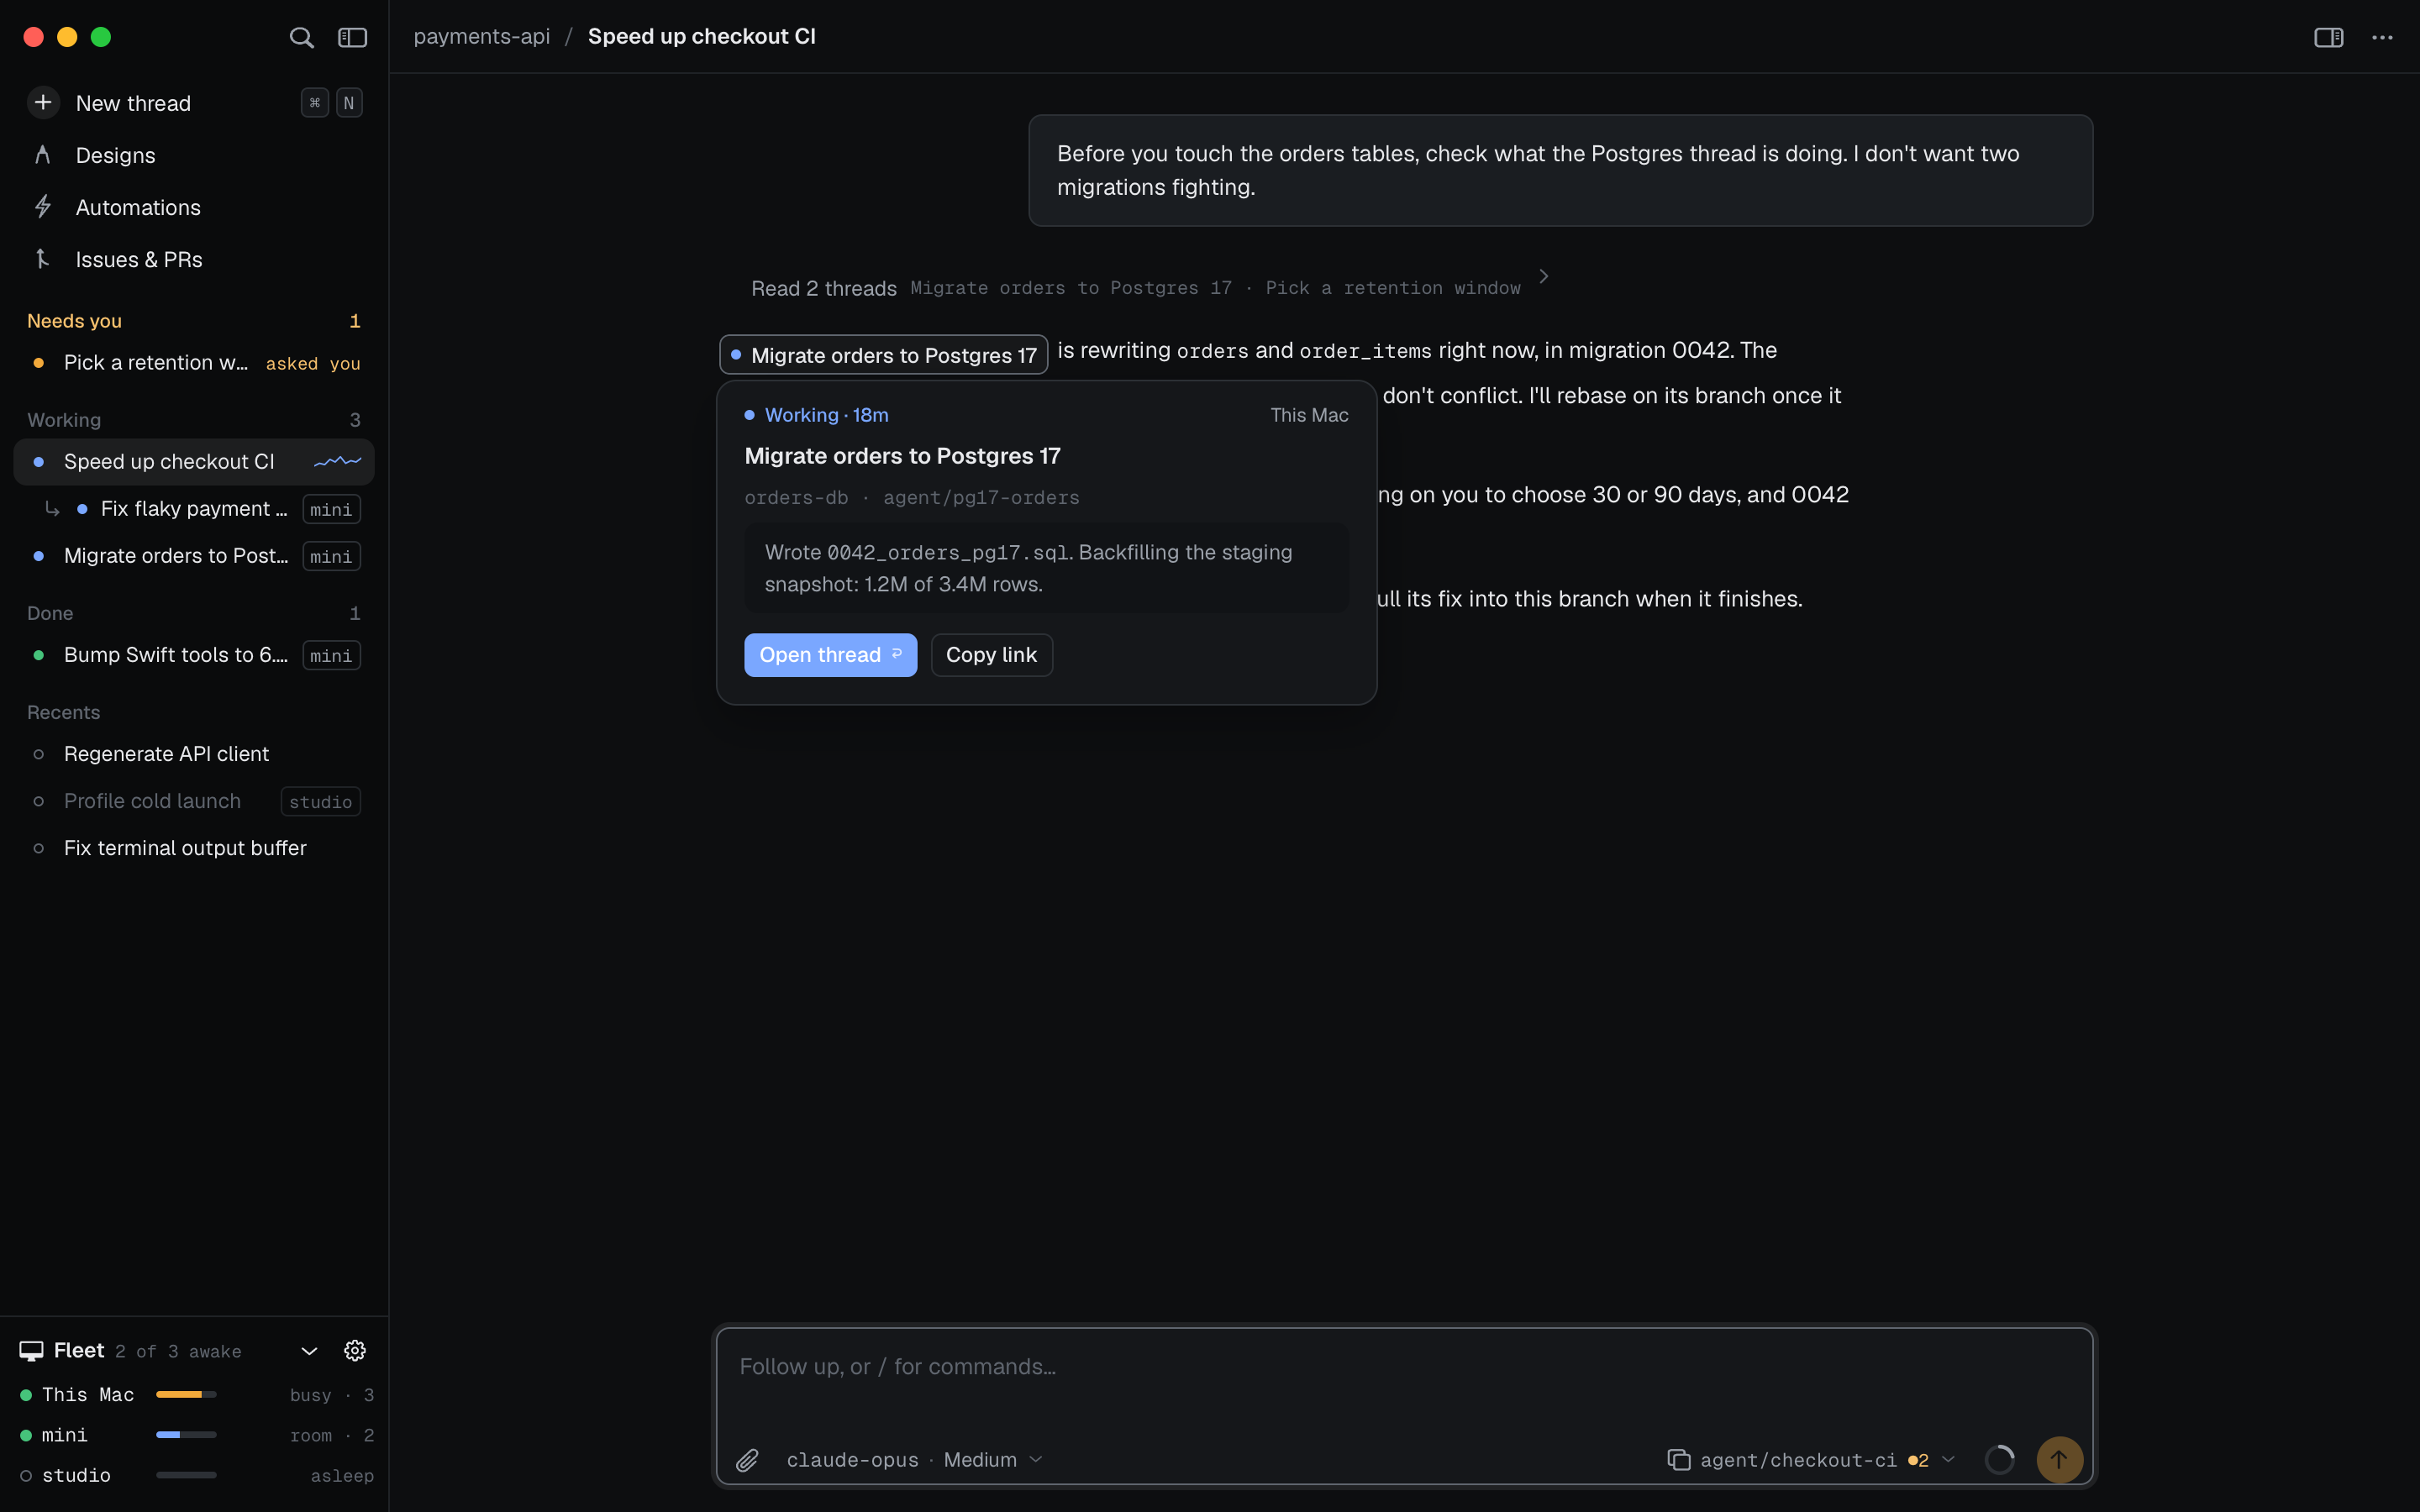 payments-api / Speed up checkout CI
New thread ⌘ N
Designs
Automations
Issues & PRs
Needs you 1
Pick a retention w… asked you
Working 3
Speed up checkout CI
Fix flaky payment … mini
Migrate orders to Post… mini
Done 1
Bump Swift tools to 6.… mini
Recents
Regenerate API client
Profile cold launch studio
Fix terminal output buffer
Fleet 2 of 3 awake
This Mac busy · 3
mini room · 2
studio asleep
Before you touch the orders tables, check what the Postgres thread is doing. I don't want two
migrations fighting.
Read 2 threads Migrate orders to Postgres 17 · Pick a retention window
Migrate orders to Postgres 17 is rewriting orders and order_items right now, in migration 0042. The
don't conflict. I'll rebase on its branch once it
on you to choose 30 or 90 days, and 0042
its fix into this branch when it finishes.
Working · 18m This Mac
Migrate orders to Postgres 17
orders-db · agent/pg17-orders
Wrote 0042_orders_pg17.sql. Backfilling the staging
snapshot: 1.2M of 3.4M rows.
Open thread Copy link
Follow up, or / for commands…
claude-opus · Medium agent/checkout-ci 2